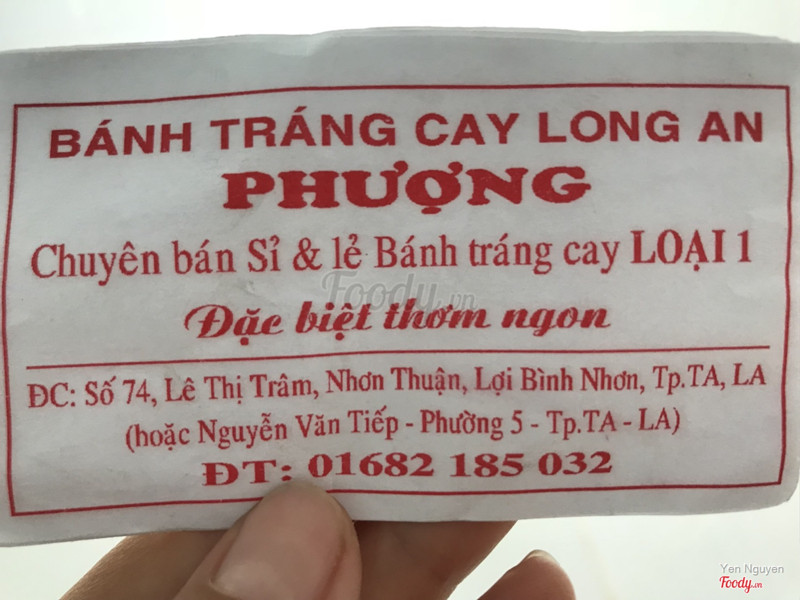 BÁNH TRÁNG CAY LONG AN
PHƯỢNG
Chuyên bán Sỉ & lẻ Bánh tráng cay LOẠI 1
Foody.vn
Đặc biệt thơm ngon
ĐC: Số 74, Lê Thị Trâm, Nhơn Thuận, Lợi Bình Nhơn, Tp.TA, LA
(hoặc Nguyễn Văn Tiếp - Phường 5 - Tp.TA - LA)
ĐT: 01682 185 032
Yen Nguyen
Foody.vn